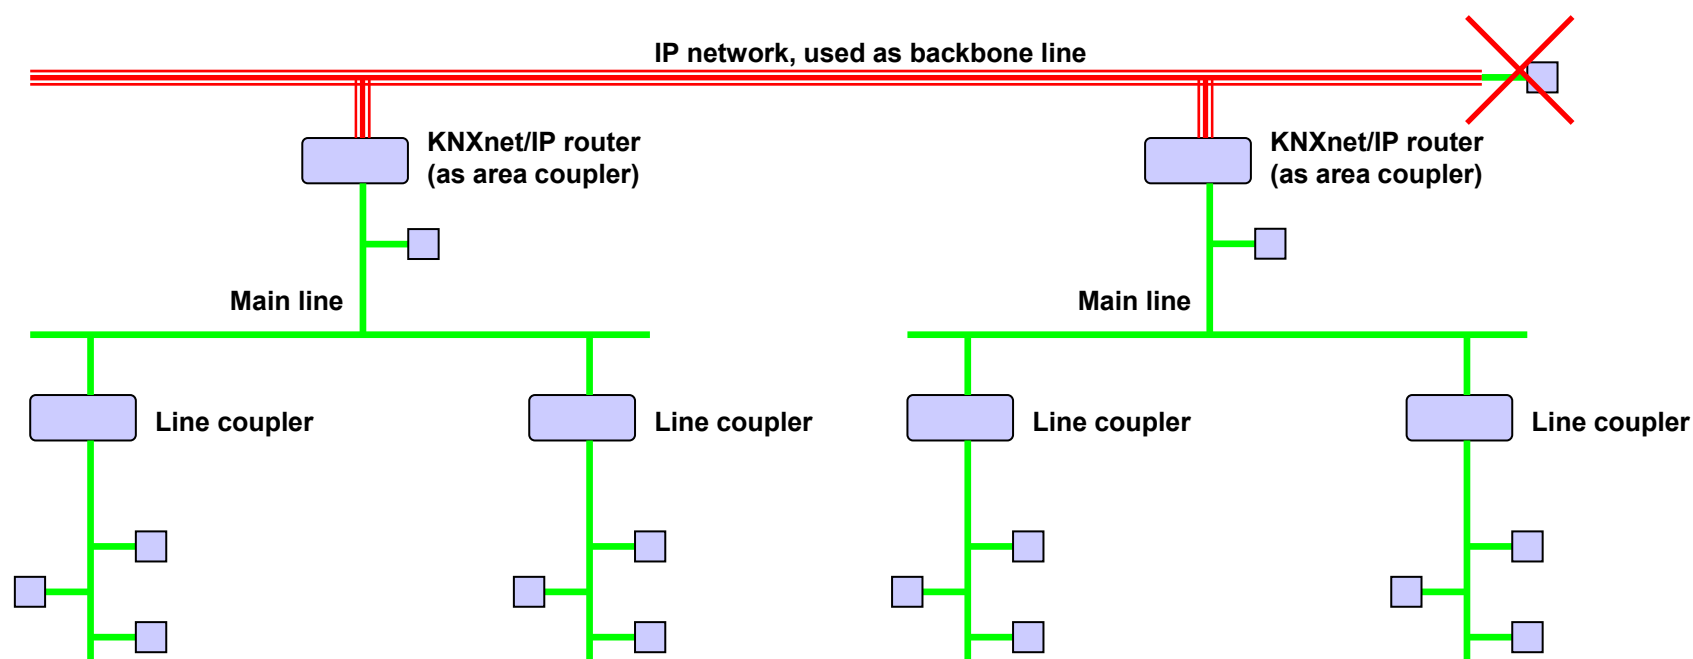 IP network, used as backbone line
KNXnet/IP router
(as area coupler)
KNXnet/IP router
(as area coupler)
Main line
Main line
Line coupler
Line coupler
Line coupler
Line coupler